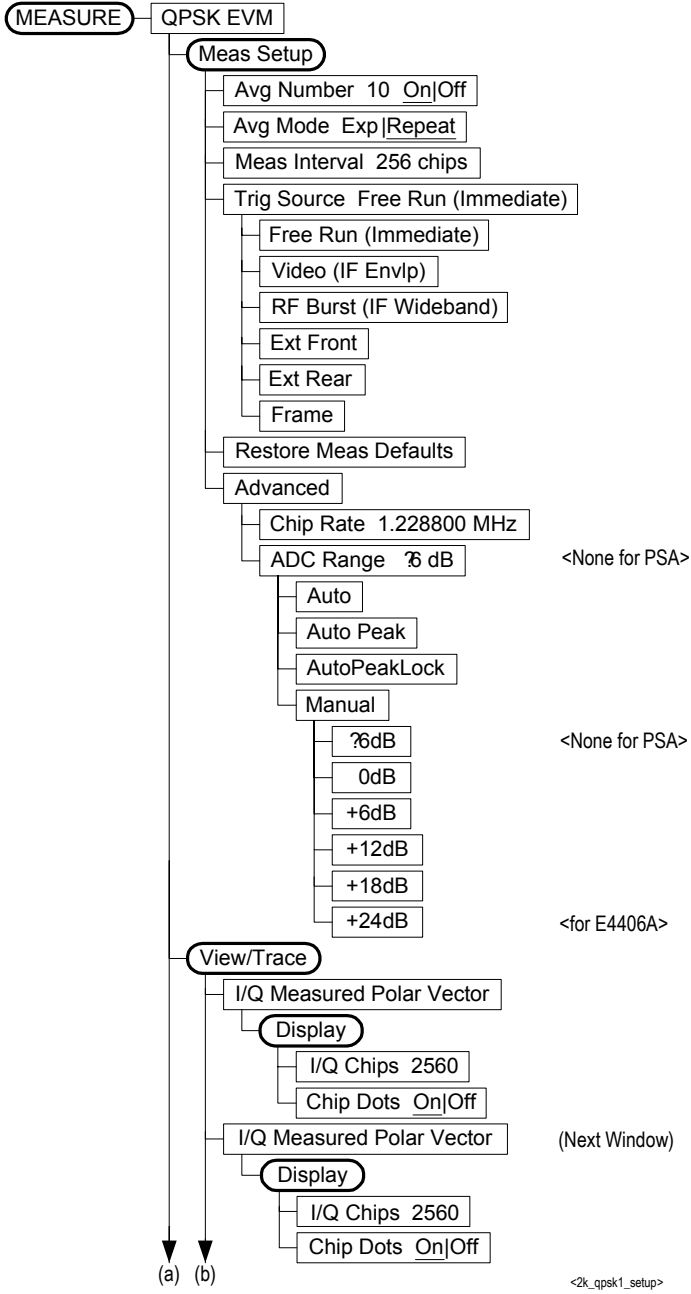 MEASURE QPSK EVM
Meas Setup
Avg Number 10 On|Off
Avg Mode Exp|Repeat
Meas Interval 256 chips
Trig Source Free Run (Immediate)
Free Run (Immediate)
Video (IF Envlp)
RF Burst (IF Wideband)
Ext Front
Ext Rear
Frame
Restore Meas Defaults
Advanced
Chip Rate 1.228800 MHz
ADC Range ?6 dB <None for PSA>
Auto
Auto Peak
AutoPeakLock
Manual
?6dB <None for PSA>
0dB
+6dB
+12dB
+18dB
+24dB <for E4406A>
View/Trace
I/Q Measured Polar Vector
Display
I/Q Chips 2560
Chip Dots On|Off
I/Q Measured Polar Vector (Next Window)
Display
I/Q Chips 2560
Chip Dots On|Off
(a) (b)
<2k_qpsk1_setup>